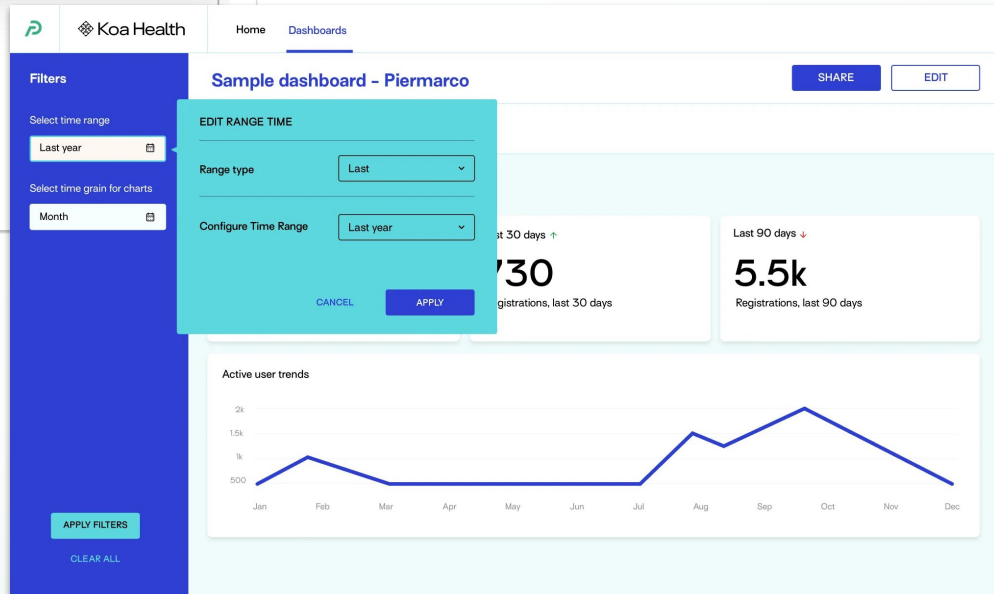 Koa Health
Home
Dashboards
Filters
Sample dashboard - Piermarco
SHARE
EDIT
Select time range
Last year
Select time grain for charts
Month
EDIT RANGE TIME
Range type
Last
Configure Time Range
Last year
CANCEL
APPLY
30 days
730
registrations, last 30 days
Last 90 days
5.5k
Registrations, last 90 days
Active user trends
2k
1.5k
1k
500
Jan Feb Mar Apr May Jun Jul Aug Sep Oct Nov Dec
APPLY FILTERS
CLEAR ALL